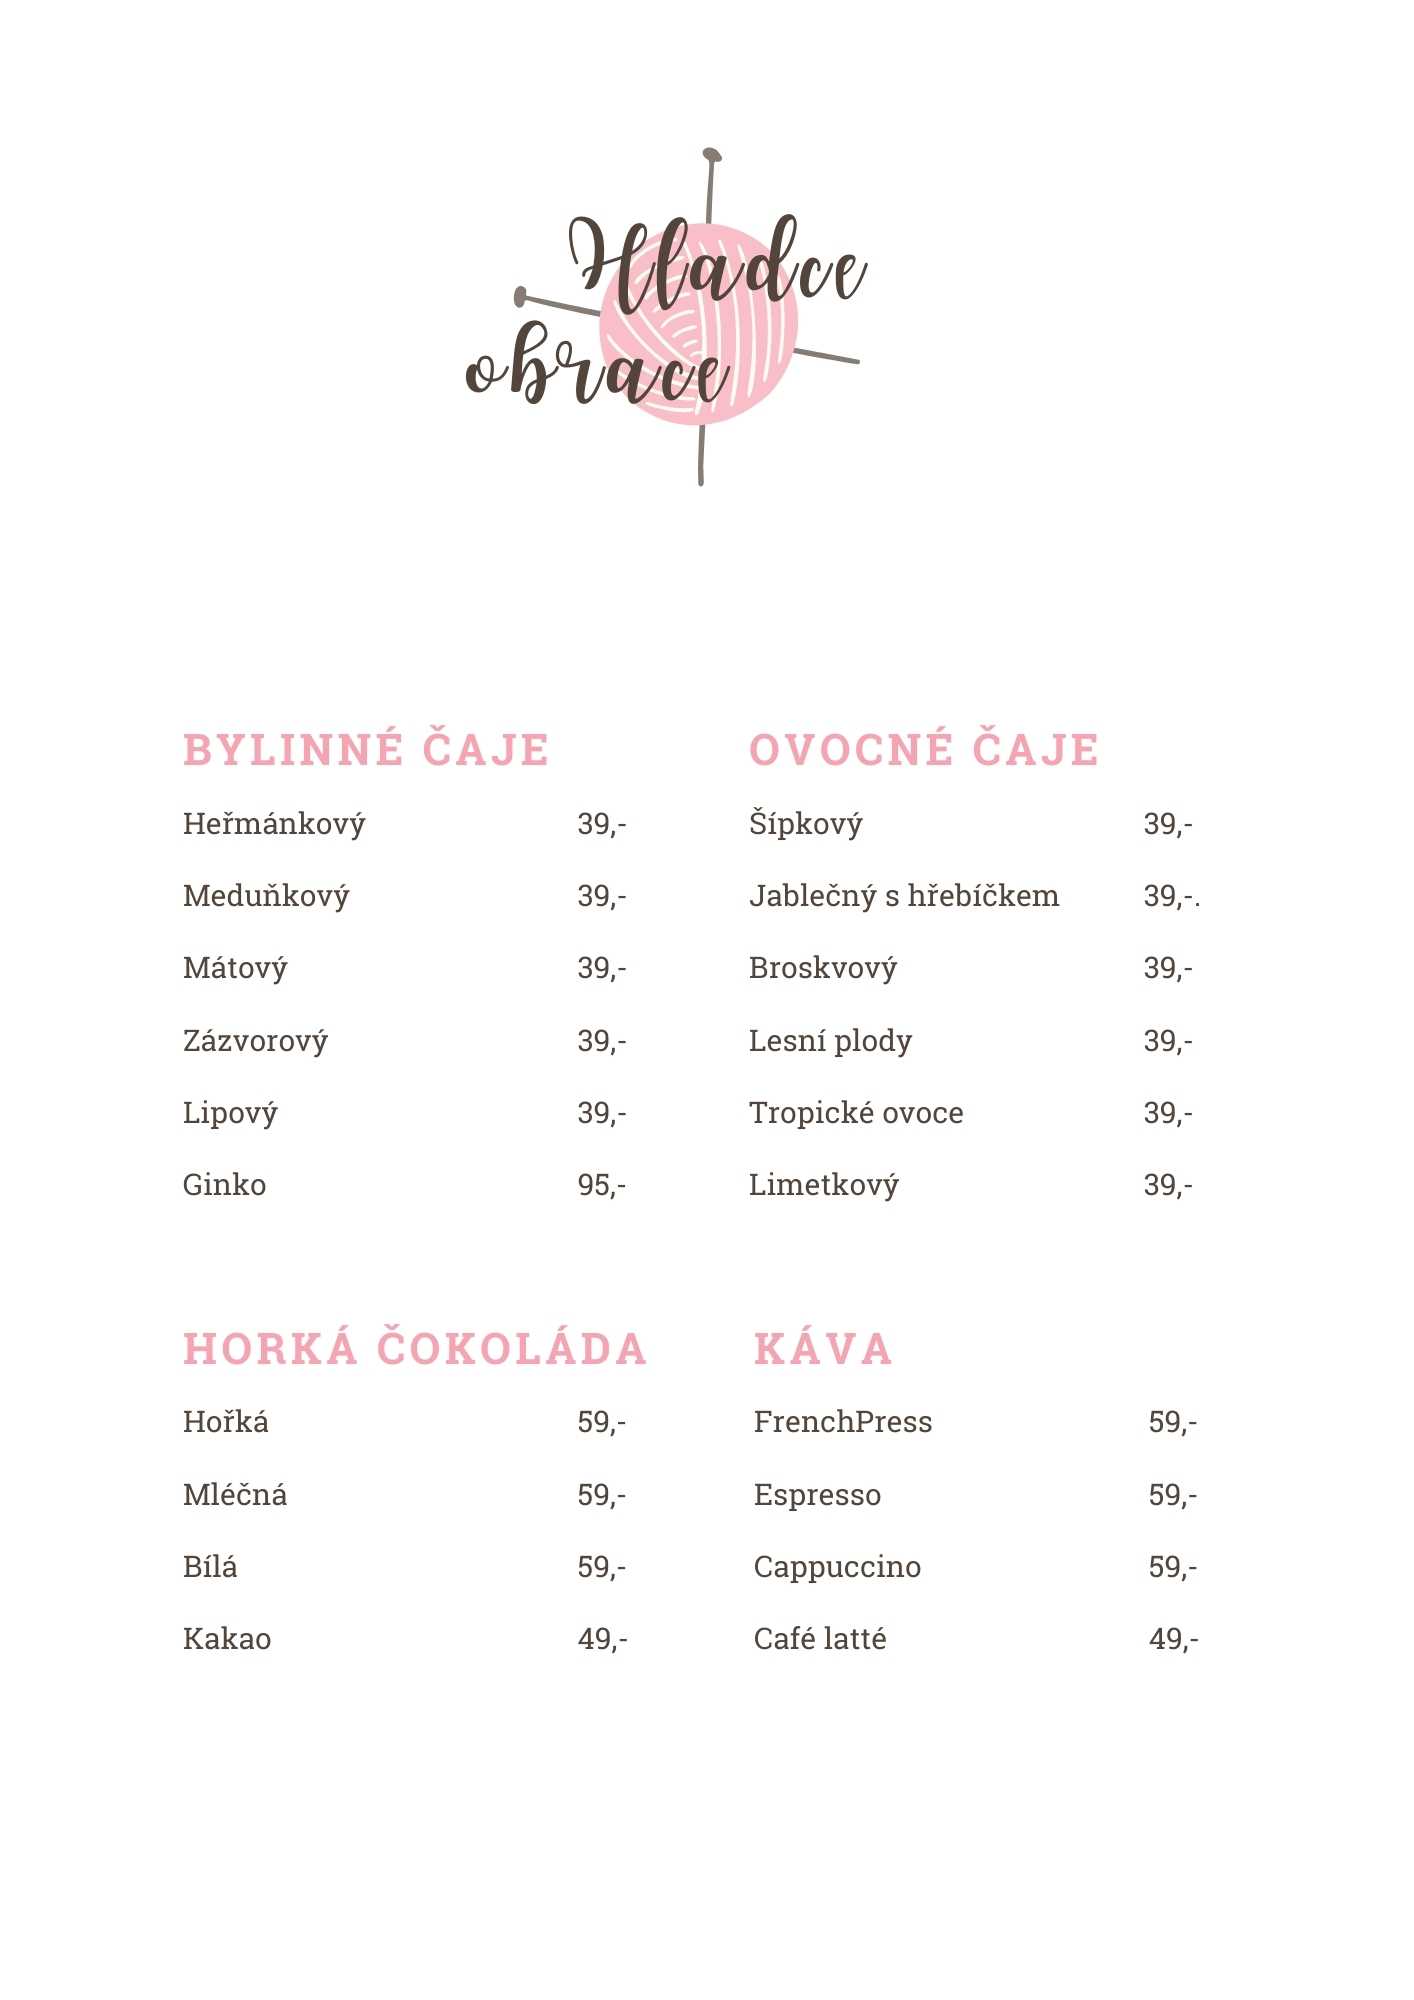 Hladce
obrace
BYLINNÉ ČAJE
Heřmánkový 39,-
Meduňkový 39,-
Mátový 39,-
Zázvorový 39,-
Lipový 39,-
Ginko 95,-
OVOCNÉ ČAJE
Šípkový 39,-
Jablečný s hřebíčkem 39,-.
Broskvový 39,-
Lesní plody 39,-
Tropické ovoce 39,-
Limetkový 39,-
HORKÁ ČOKOLÁDA
Hořká 59,-
Mléčná 59,-
Bílá 59,-
Kakao 49,-
KÁVA
FrenchPress 59,-
Espresso 59,-
Cappuccino 59,-
Café latté 49,-